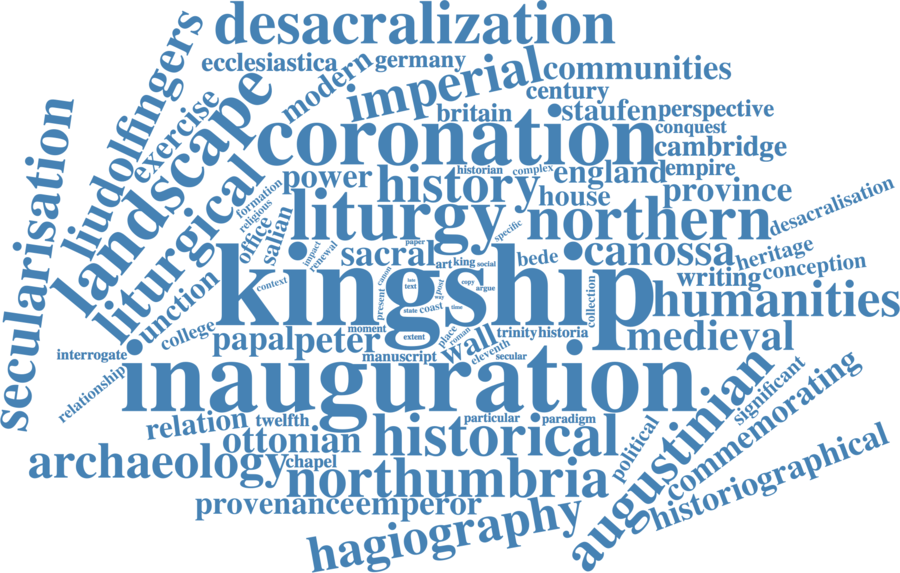 desacralization
ecclesiastica
modern
germany
imperial
communities
century
britain
staufen
perspective
conquest
liudolfingers
exercise
landscape
coronation
cambridge
secularisation
power
history
historian
complex
england
empire
house
province
liturgical
formation
religious
office
salian
liturgy
specific
northern
desacralisation
impact
renewal
sacral
paper
art
king
social
bede
canossa
heritage
writing
conception
unction
context
kingship
canon
present
text
post
way
copy
argue
collection
humanities
state
coast
time
college
papal
peter
moment
extent
place
roman
wall
trinity
historia
medieval
interrogate
manuscript
eleventh
secular
relationship
inauguration
relation
twelfth
particular
paradigm
ottonian
historical
political
augustinian
significant
commemorating
archaeology
chapel
northumbria
historiographical
provenance
emperor
hagiography